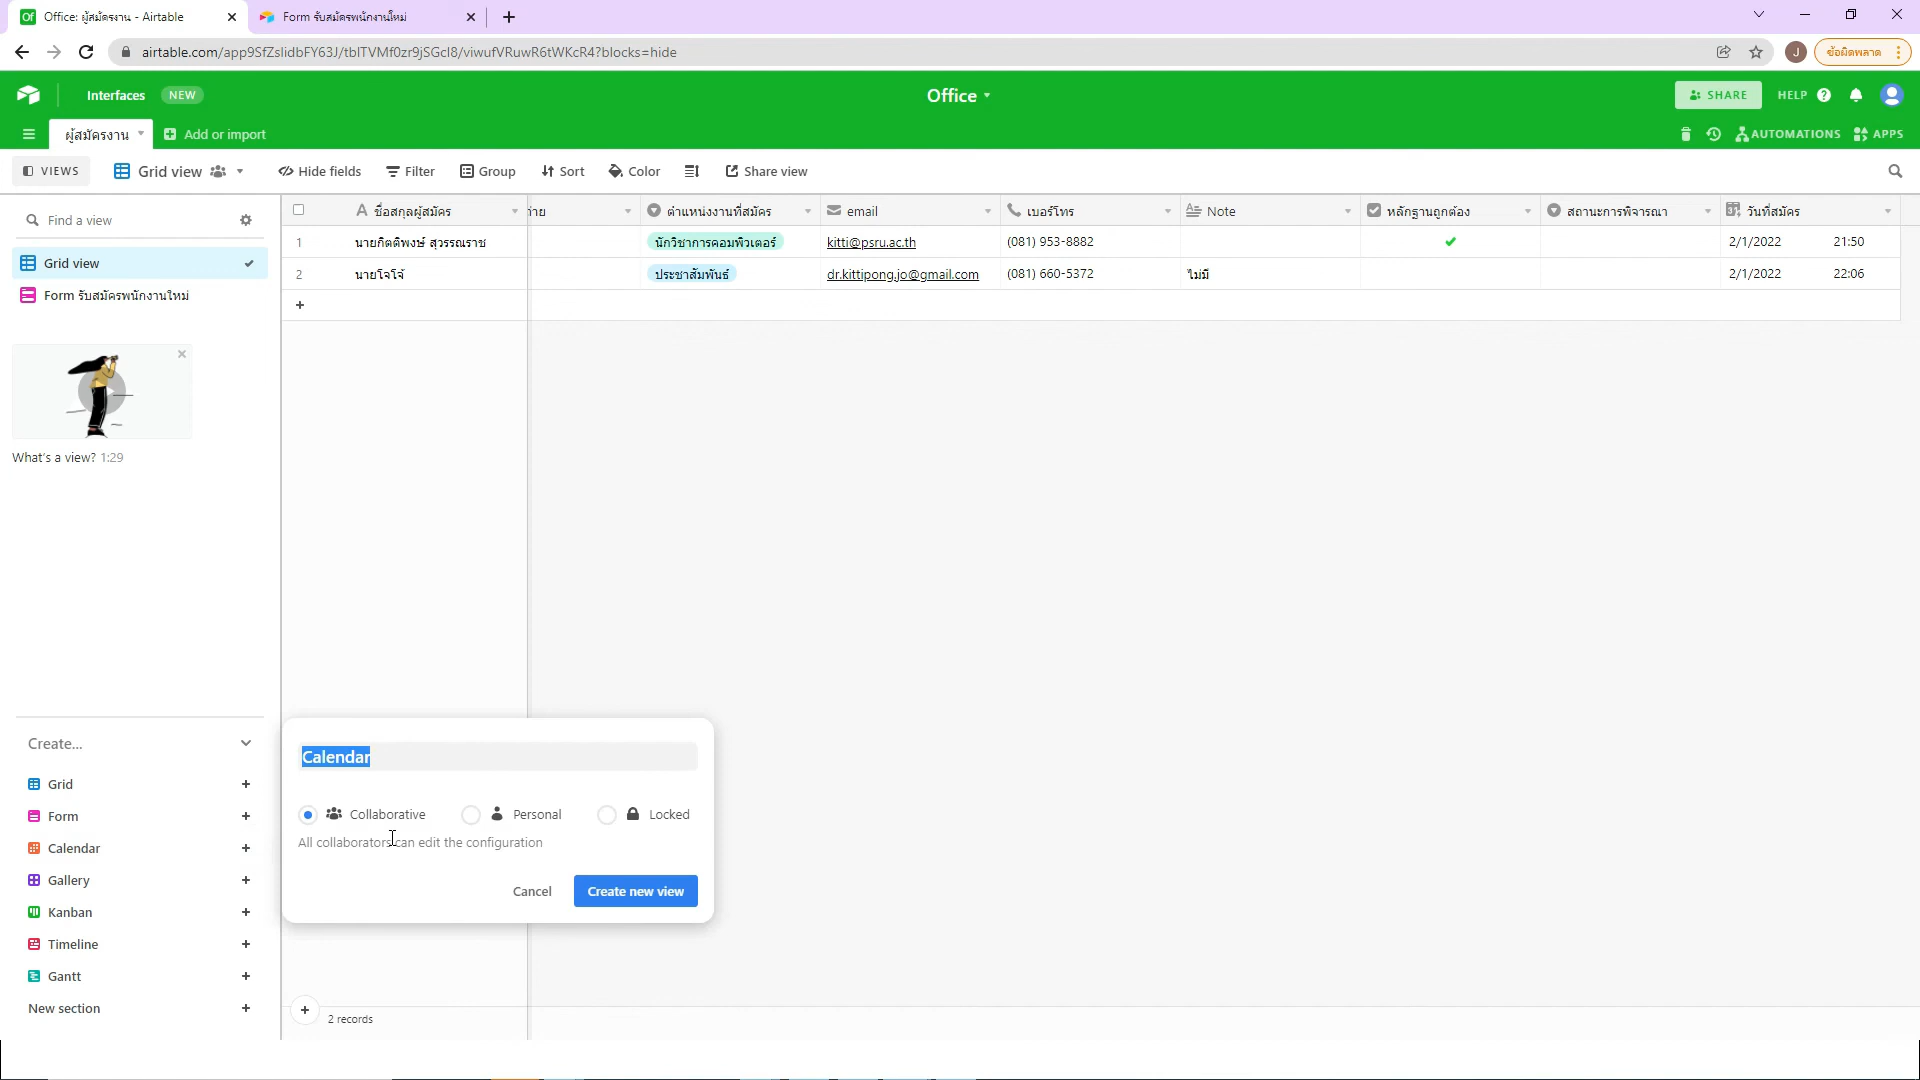 Office: ผู้สมัครงาน - Airtable
Form รับสมัครพนักงานใหม่
airtable.com/app9SfZslidbFY63J/tblTVMf0zr9jSGcI8/viwufVRuwR6tWKcR4?blocks=hide
J
ข้อผิดพลาด
Interfaces NEW
Office
SHARE
HELP
ผู้สมัครงาน
Add or import
AUTOMATIONS
APPS
VIEWS
Grid view
Hide fields
Filter
Group
Sort
Color
Share view
Find a view
Grid view
Form รับสมัครพนักงานใหม่
What's a view? 1:29
ชื่อสกุลผู้สมัคร ่าย ตำแหน่งงานที่สมัคร email เบอร์โทร Note หลักฐานถูกต้อง สถานะการพิจารณา วันที่สมัคร
1 นายกิตติพงษ์ สุวรรณราช นักวิชาการคอมพิวเตอร์ kitti@psru.ac.th (081) 953-8882 2/1/2022 21:50
2 นายโจโจ้ ประชาสัมพันธ์ dr.kittipong.jo@gmail.com (081) 660-5372 ไม่มี 2/1/2022 22:06
Create...
Grid
Form
Calendar
Gallery
Kanban
Timeline
Gantt
New section
Calendar
Collaborative Personal Locked
All collaborators can edit the configuration
Cancel Create new view
2 records